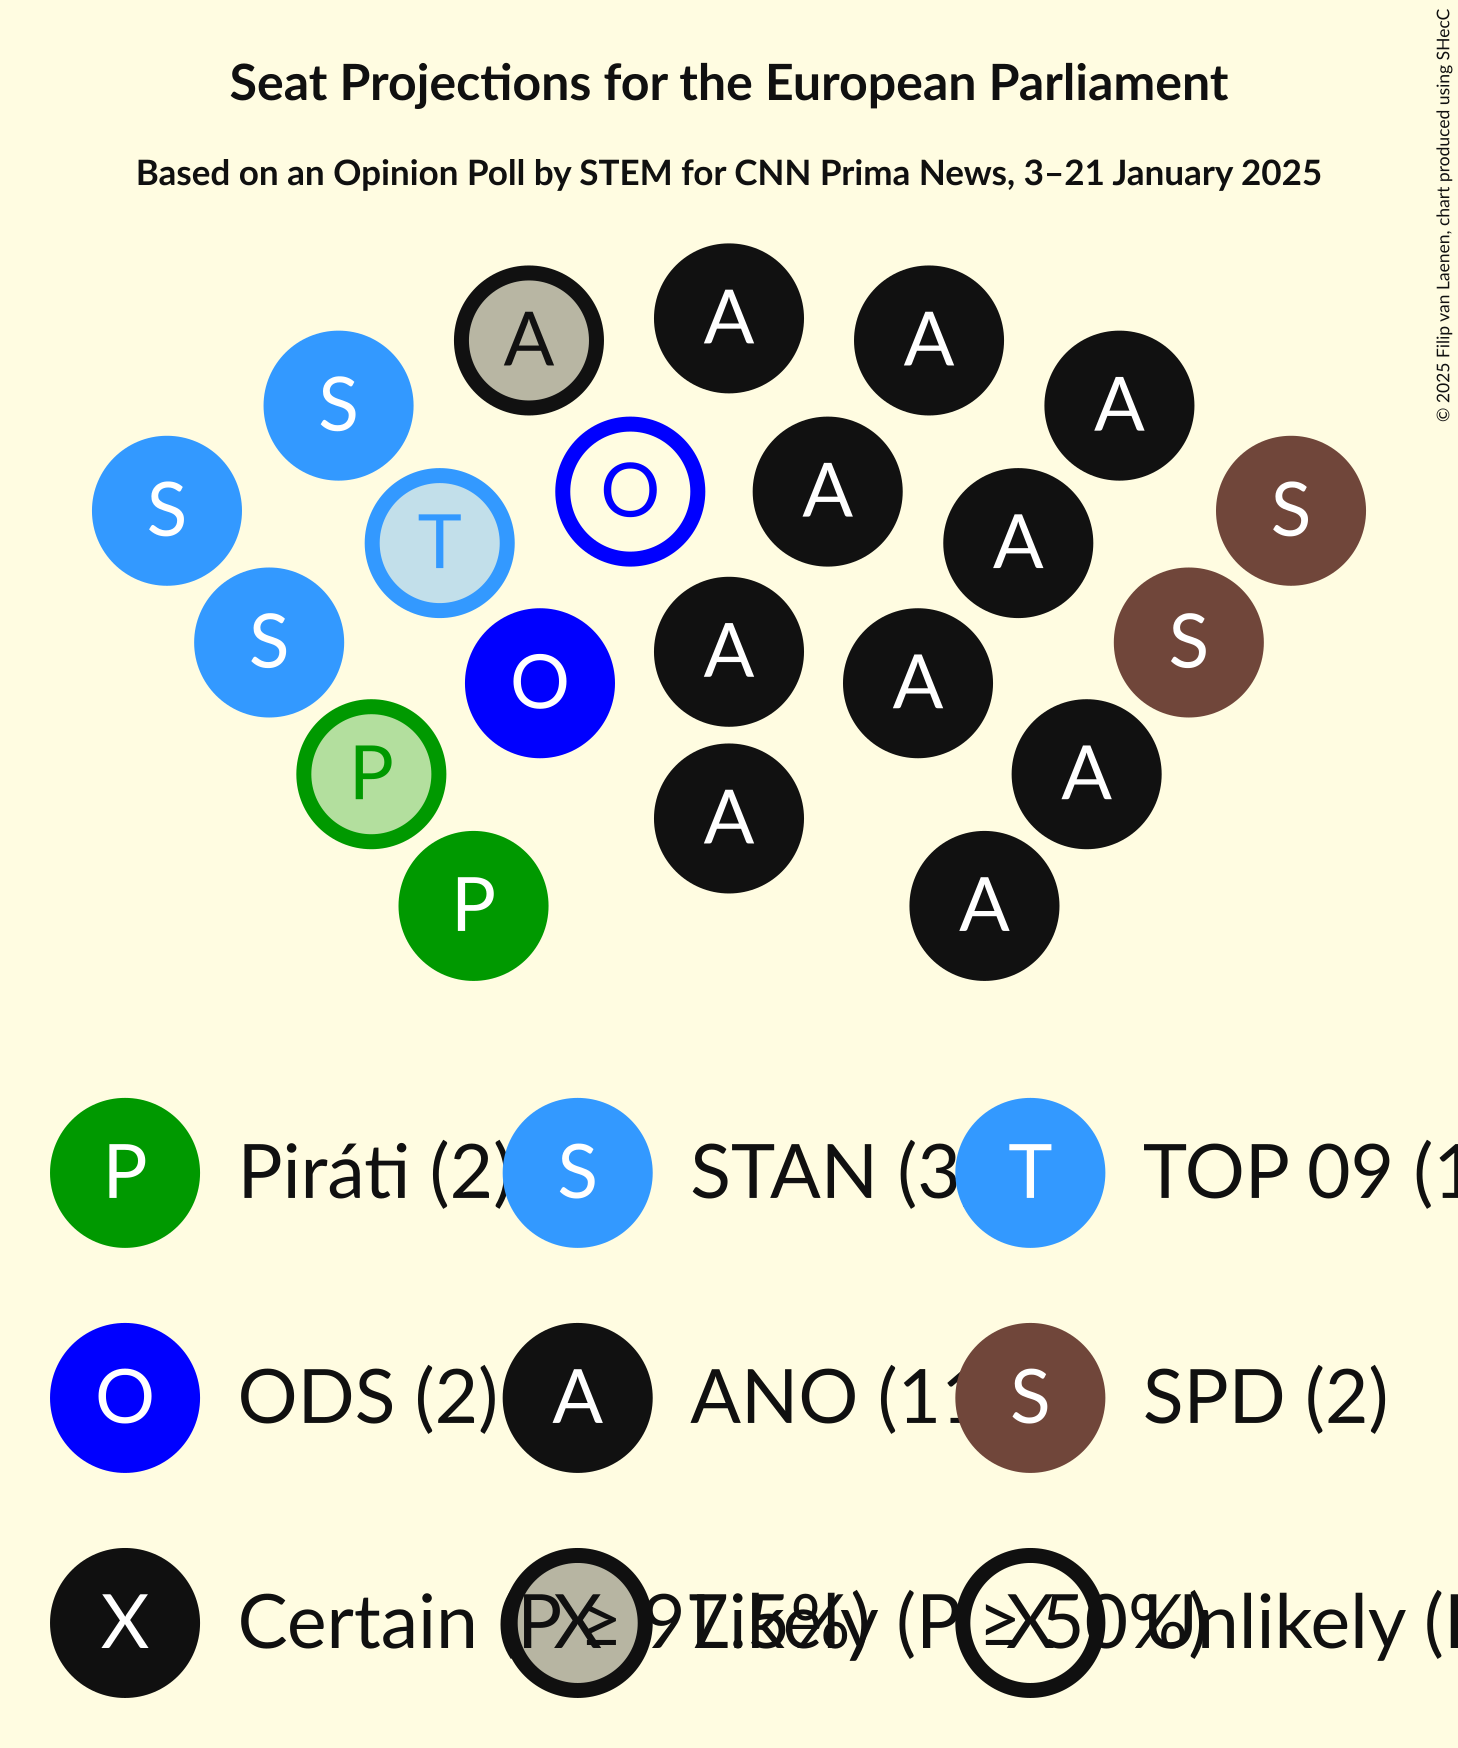 Seat Projections for the European Parliament
Based on an Opinion Poll by STEM for CNN Prima News, 3–21 January 2025
© 2025 Filip van Laenen, chart produced using SHecC
A A A A
S A S
S O A S
T A
S A S
O A
P A A
P A
P Piráti (2) S STAN (3 T TOP 09 (1
O ODS (2) A ANO (11 S SPD (2)
X Certain (P ≥ 97.5%) X Likely (P ≥ 50%) X Unlikely (